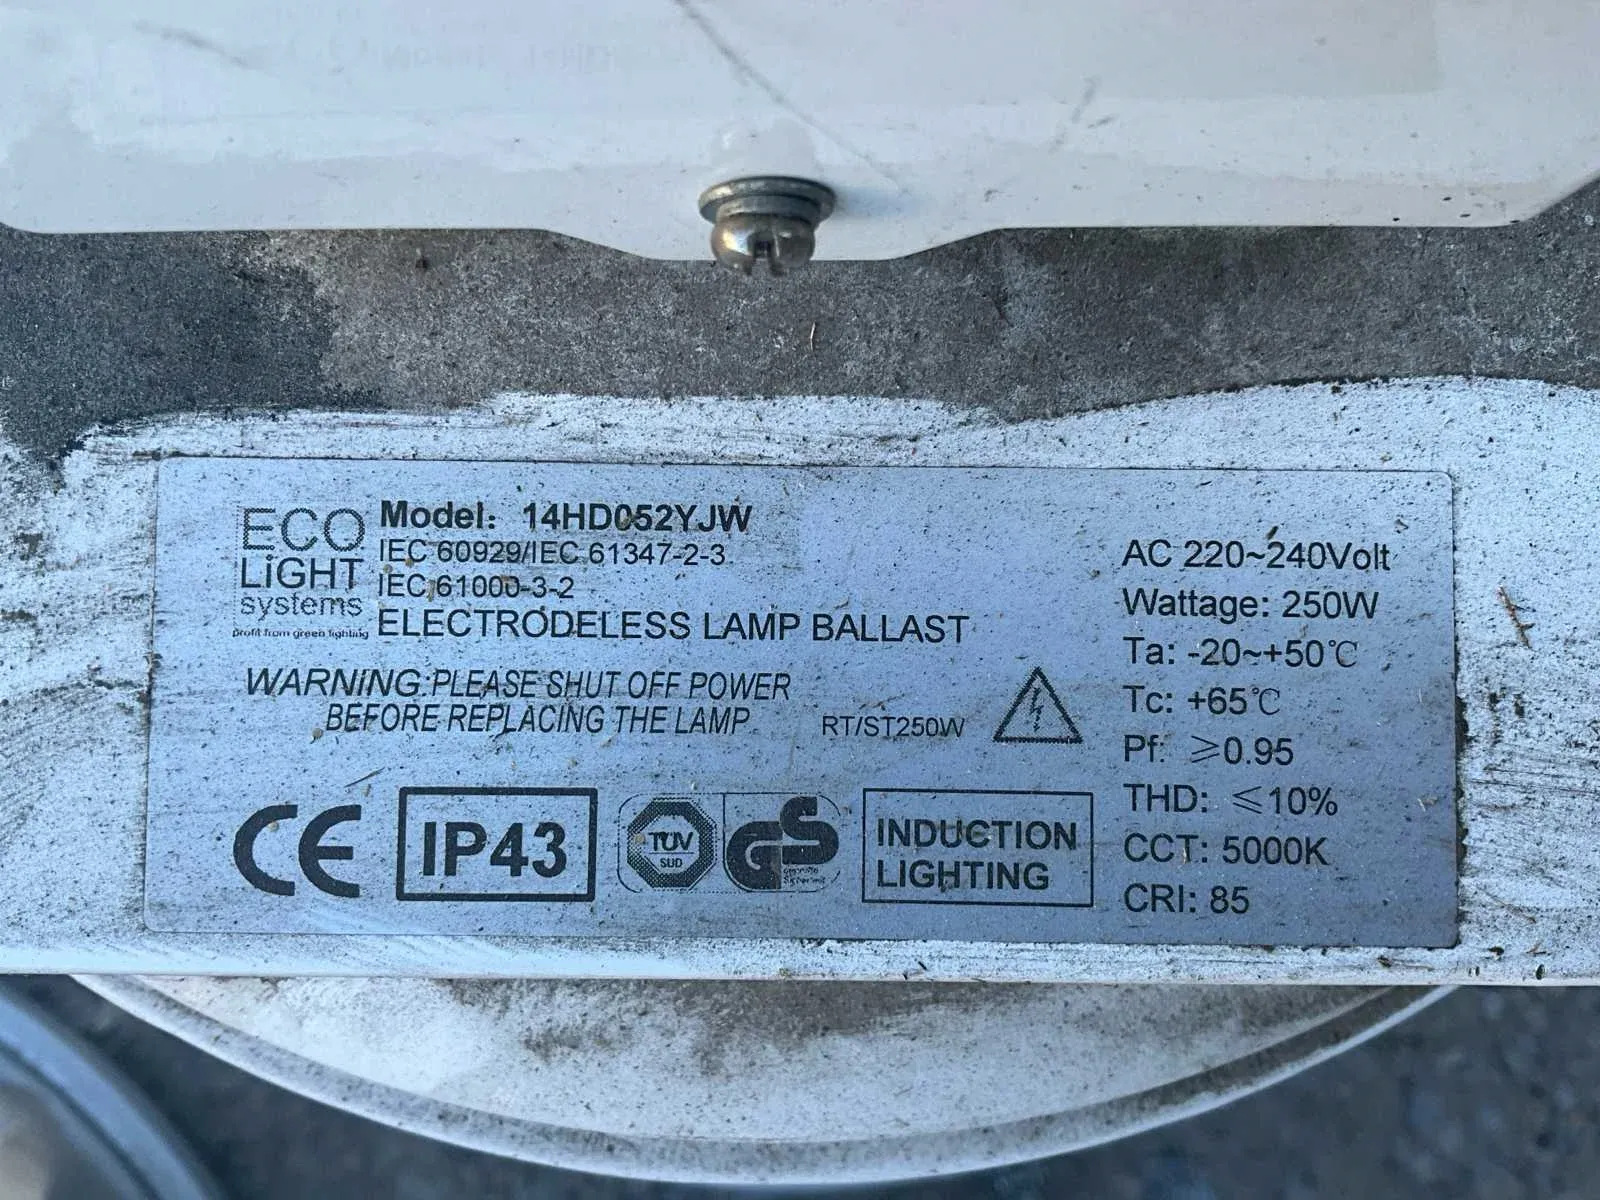 ECO
LiGHT
systems
profit from green lighting
Model: 14HD052YJW
IEC 60929/IEC 61347-2-3
IEC 61000-3-2
ELECTRODELESS LAMP BALLAST
WARNING:PLEASE SHUT OFF POWER
BEFORE REPLACING THE LAMP
RT/ST250W
AC 220~240Volt
Wattage: 250W
Ta: -20~+50℃
Tc: +65℃
Pf: ≥0.95
THD: ≤10%
CCT: 5000K
CRI: 85
CE
IP43
TÜV
SÜD
GS
INDUCTION
LIGHTING